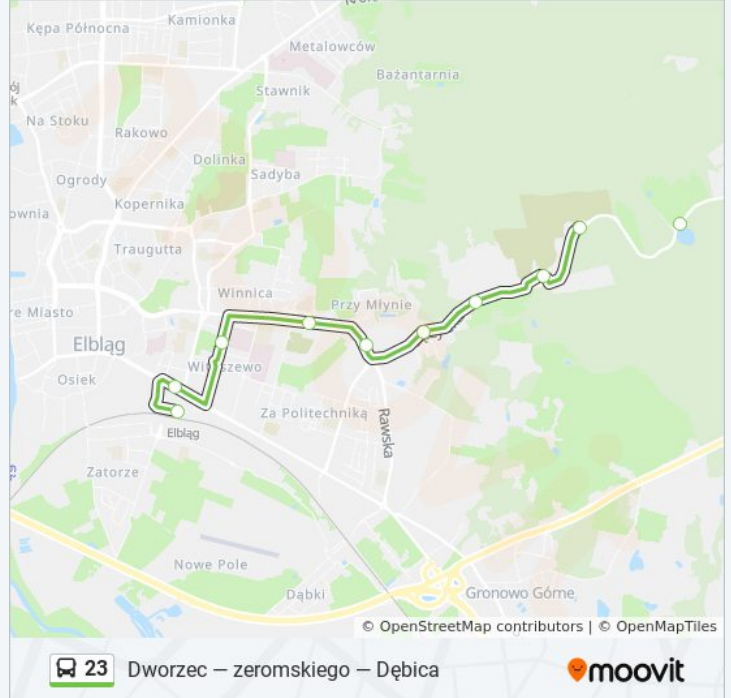 Kępa Północna
Kamionka
Metalowców
Bażantarnia
Stawnik
Na Stoku
Rakowo
Dolinka
Sadyba
Ogrody
Kopernika
Traugutta
Winnica
Przy Młynie
re Miasto
Elbląg
Osiek
Za Politechniką
Rawska
Elbląg
Zatorze
Nowe Pole
Dąbki
Gronowo Górne
© OpenStreetMap contributors | © OpenMapTiles
23 Dworzec — zeromskiego — Dębica
moovit